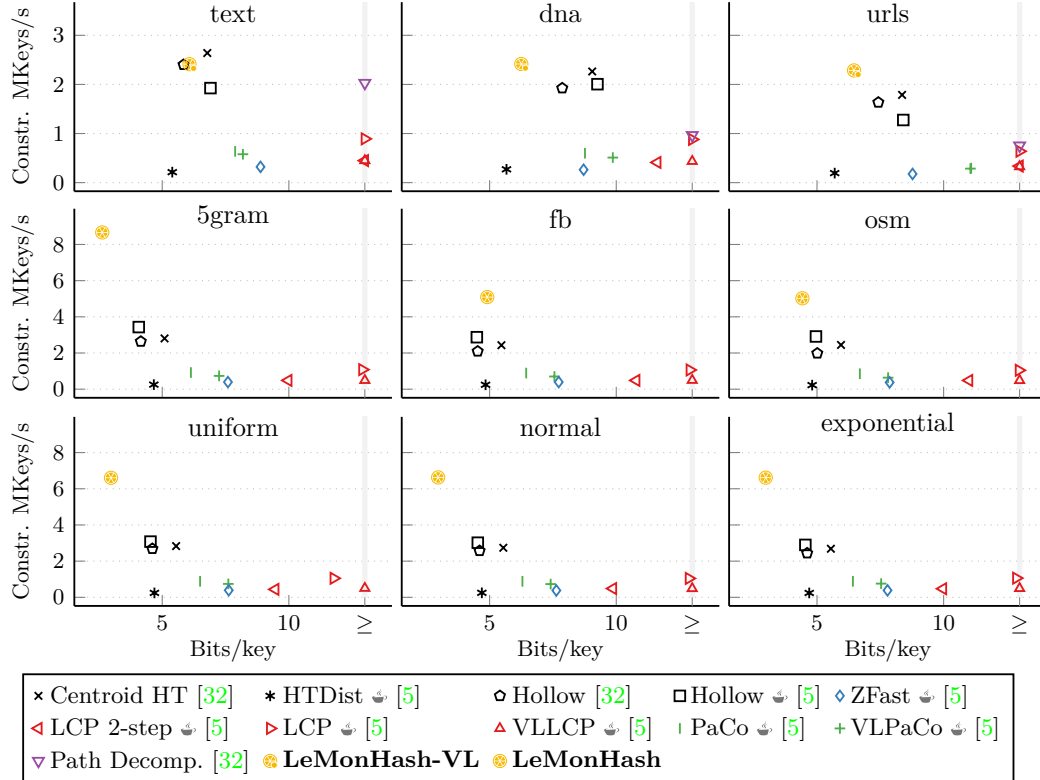 text dna urls
Constr. MKeys/s
3
2
1
0
5gram fb osm
Constr. MKeys/s
8
6
4
2
0
uniform normal exponential
Constr. MKeys/s
8
6
4
2
0
5 10 ≥ 5 10 ≥ 5 10 ≥
Bits/key Bits/key Bits/key
Centroid HT [32] HTDist ☕ [5] Hollow [32] Hollow ☕ [5] ZFast ☕ [5]
LCP 2-step ☕ [5] LCP ☕ [5] VLLCP ☕ [5] PaCo ☕ [5] VLPaCo ☕ [5]
Path Decomp. [32] LeMonHash-VL LeMonHash